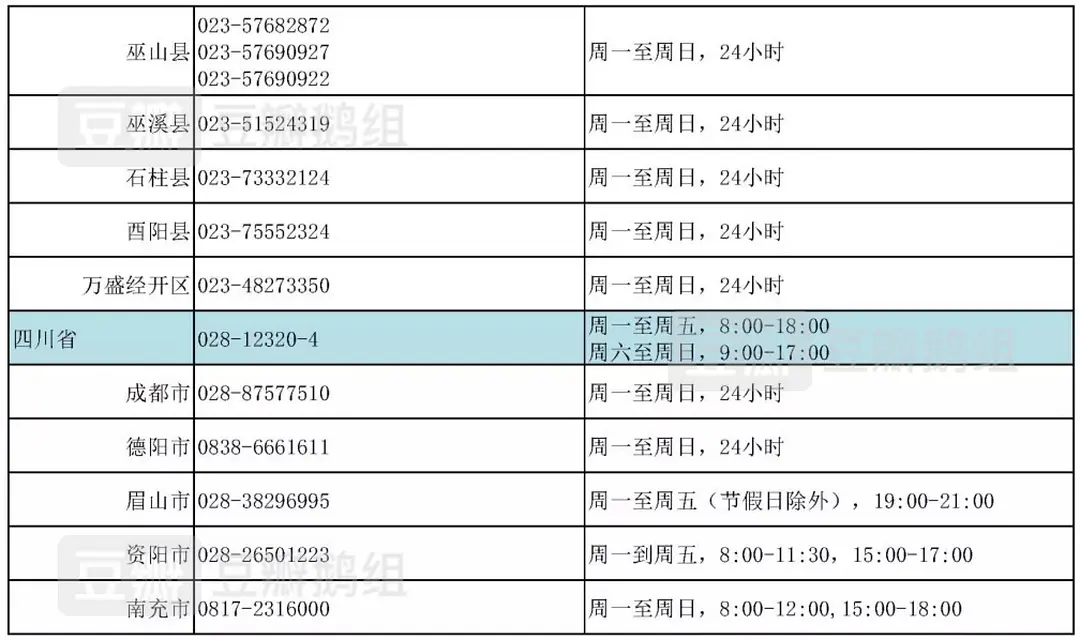 023-57682872
巫山县 023-57690927 周一至周日，24小时
023-57690922
巫溪县 023-51524319 周一至周日，24小时
石柱县 023-73332124 周一至周日，24小时
酉阳县 023-75552324 周一至周日，24小时
万盛经开区 023-48273350 周一至周日，24小时
四川省 028-12320-4 周一至周五，8:00-18:00
周六至周日，9:00-17:00
成都市 028-87577510 周一至周日，24小时
德阳市 0838-6661611 周一至周日，24小时
眉山市 028-38296995 周一至周五（节假日除外），19:00-21:00
资阳市 028-26501223 周一到周五，8:00-11:30，15:00-17:00
南充市 0817-2316000 周一至周日，8:00-12:00,15:00-18:00
豆瓣 豆瓣鹅组
豆瓣 豆瓣鹅组
豆瓣 豆瓣鹅组